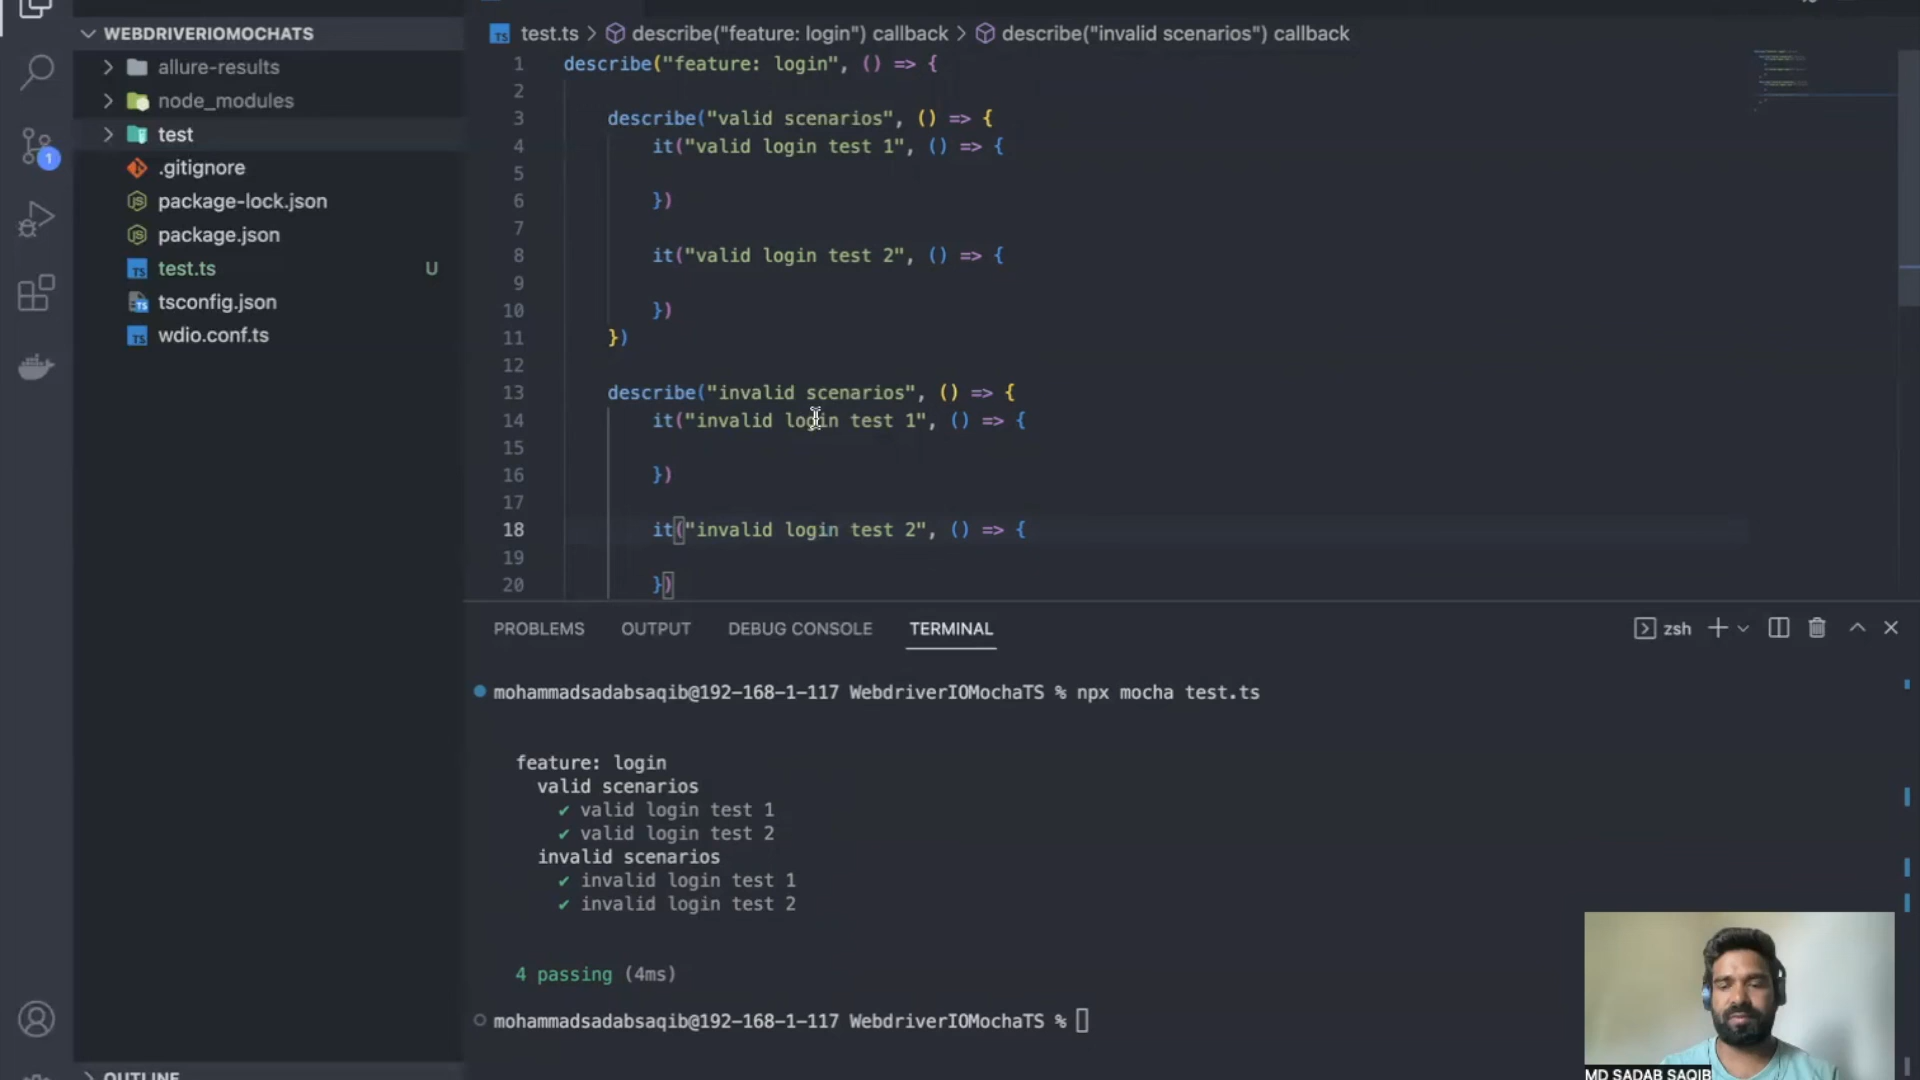 WEBDRIVERIOMOCHATS
allure-results
node_modules
test
.gitignore
package-lock.json
package.json
test.ts U
tsconfig.json
wdio.conf.ts
OUTLINE
1
test.ts > describe("feature: login") callback > describe("invalid scenarios") callback
1 describe("feature: login", () => {
2
3 describe("valid scenarios", () => {
4 it("valid login test 1", () => {
5
6 })
7
8 it("valid login test 2", () => {
9
10 })
11 })
12
13 describe("invalid scenarios", () => {
14 it("invalid login test 1", () => {
15
16 })
17
18 it("invalid login test 2", () => {
19
20 })
PROBLEMS OUTPUT DEBUG CONSOLE TERMINAL zsh
mohammadsadabsaqib@192-168-1-117 WebdriverIOMochaTS % npx mocha test.ts
feature: login
valid scenarios
✔ valid login test 1
✔ valid login test 2
invalid scenarios
✔ invalid login test 1
✔ invalid login test 2
4 passing (4ms)
mohammadsadabsaqib@192-168-1-117 WebdriverIOMochaTS %
MD SADAB SAQIB